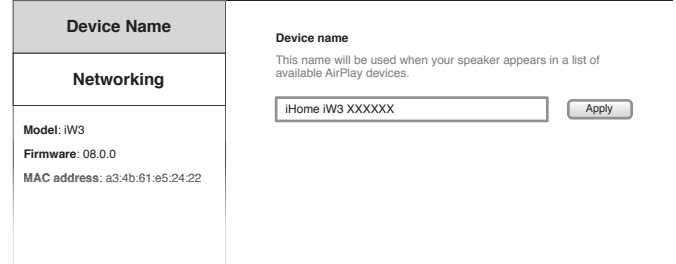 Device Name
Networking
Model: iW3
Firmware: 08.0.0
MAC address: a3:4b:61:e5:24:22
Device name
This name will be used when your speaker appears in a list of
available AirPlay devices.
iHome iW3 XXXXXX
Apply